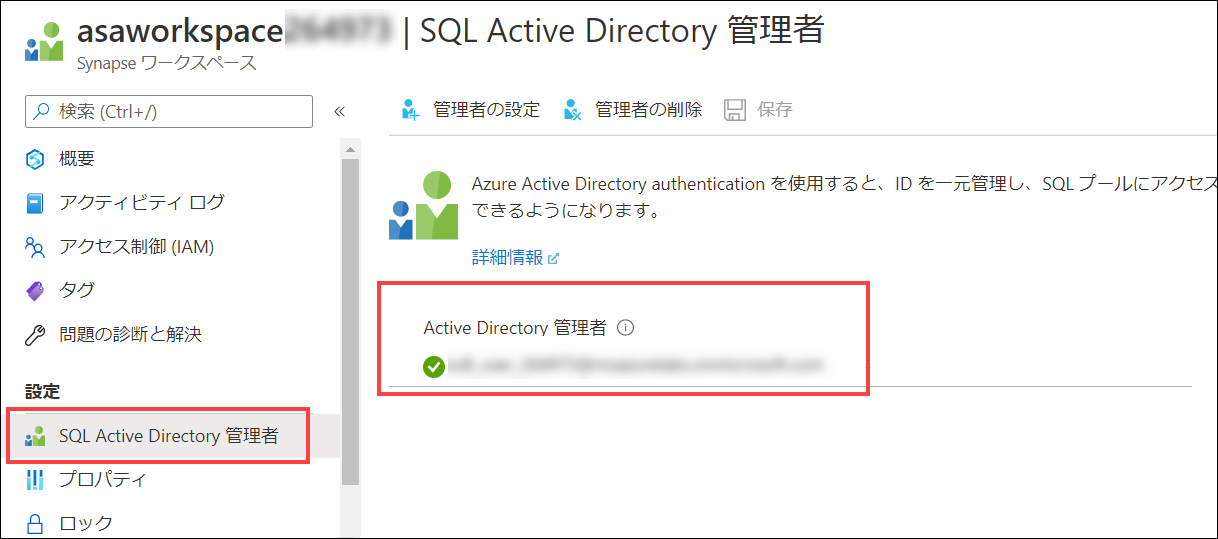 asaworkspace | SQL Active Directory 管理者
Synapse ワークスペース
検索 (Ctrl+/)
«
管理者の設定
管理者の削除
保存
概要
アクティビティ ログ
アクセス制御 (IAM)
タグ
問題の診断と解決
設定
SQL Active Directory 管理者
プロパティ
ロック
Azure Active Directory authentication を使用すると、ID を一元管理し、SQL プールにアクセス
できるようになります。
詳細情報
Active Directory 管理者